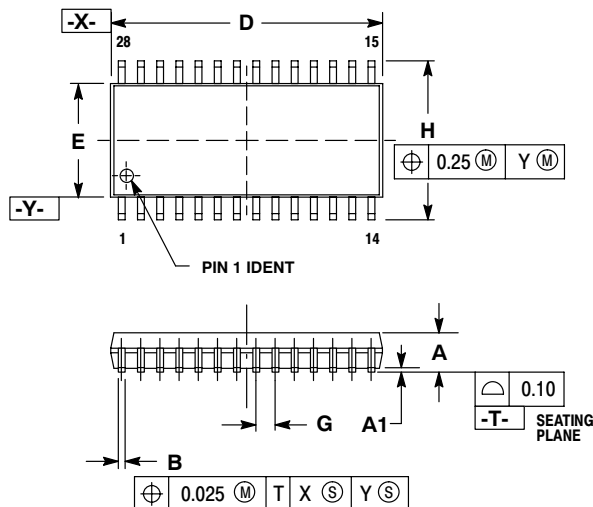 -X-
D
28 15
E
H
⌖ 0.25 Ⓜ Y Ⓜ
-Y-
1 14
PIN 1 IDENT
A
⌓ 0.10
G
A1
-T- SEATING
PLANE
B
⌖ 0.025 Ⓜ T X Ⓢ Y Ⓢ